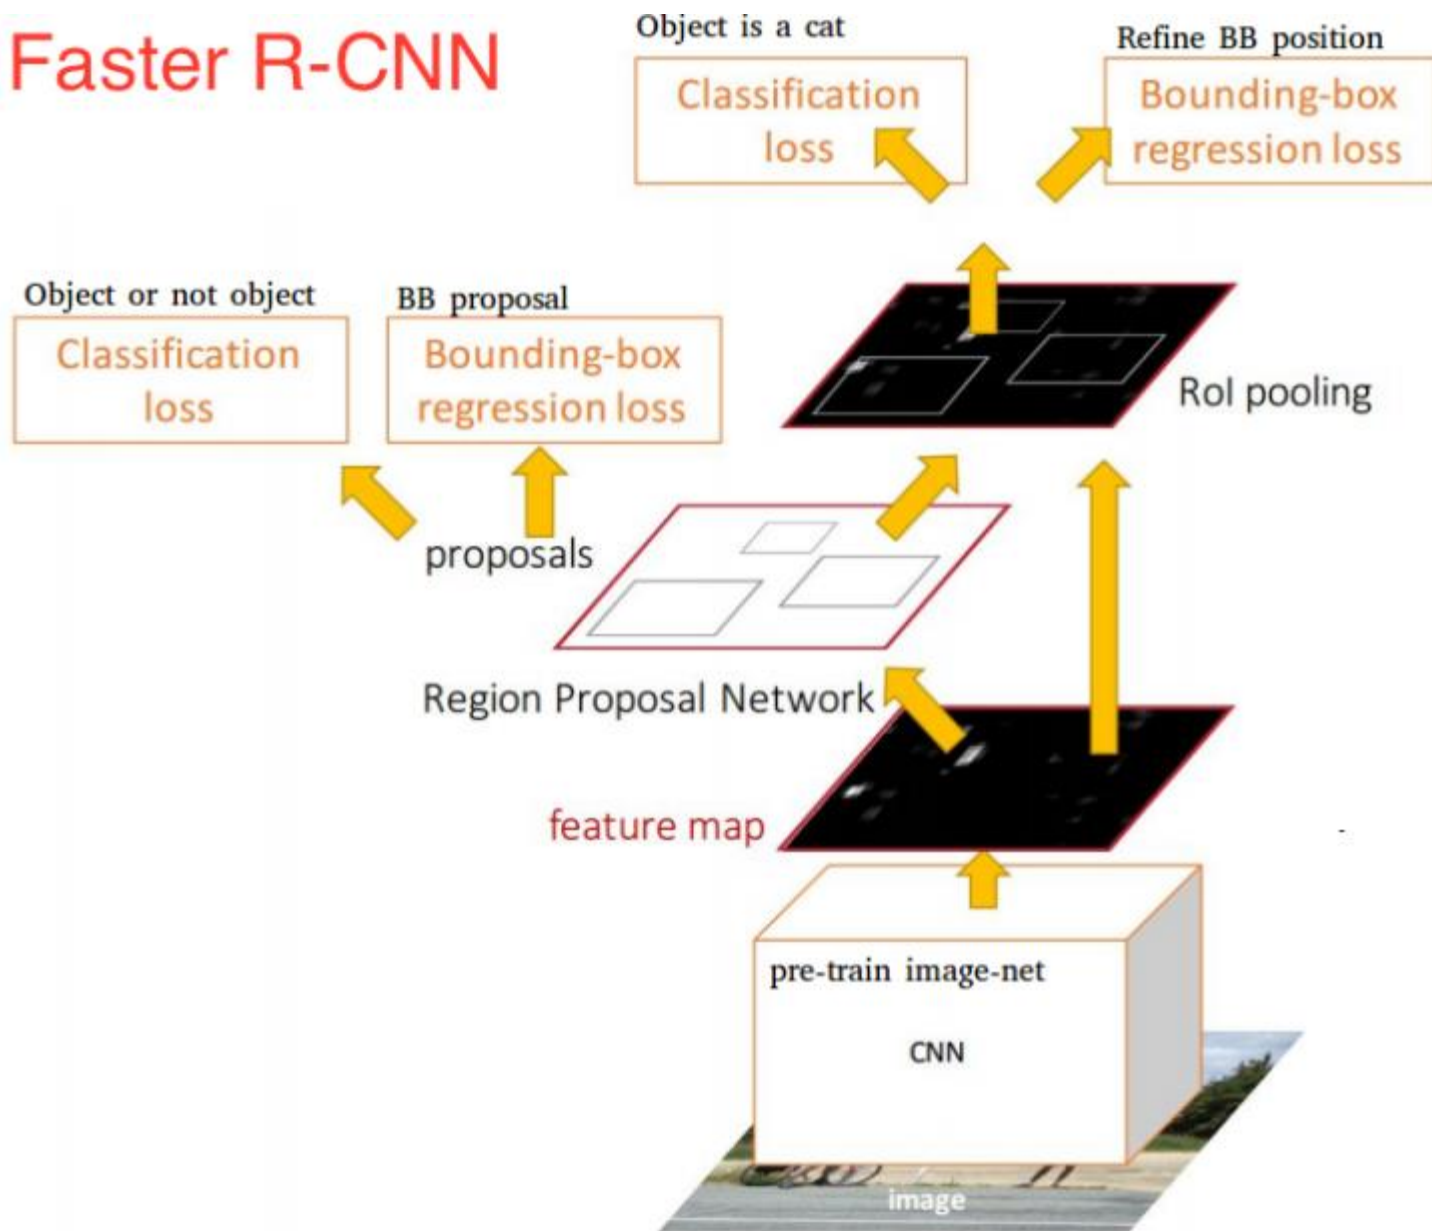 Faster R-CNN
Object is a cat
Classification
loss
Refine BB position
Bounding-box
regression loss
Object or not object
Classification
loss
BB proposal
Bounding-box
regression loss
RoI pooling
proposals
Region Proposal Network
feature map
pre-train image-net
CNN
image